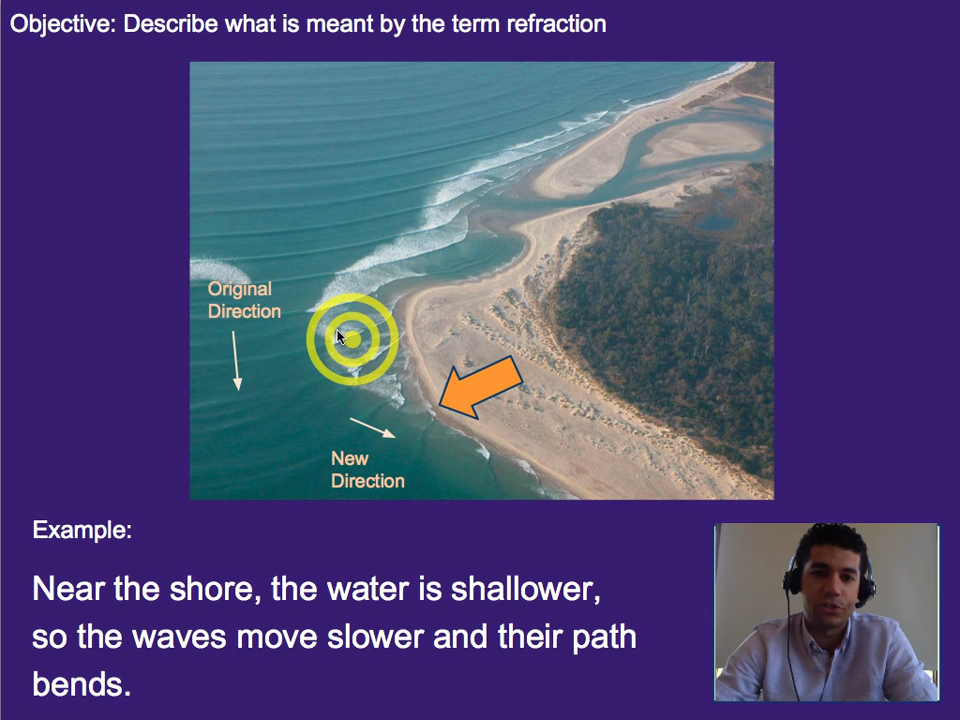 Objective: Describe what is meant by the term refraction
Original
Direction
New
Direction
Example:
Near the shore, the water is shallower,
so the waves move slower and their path
bends.